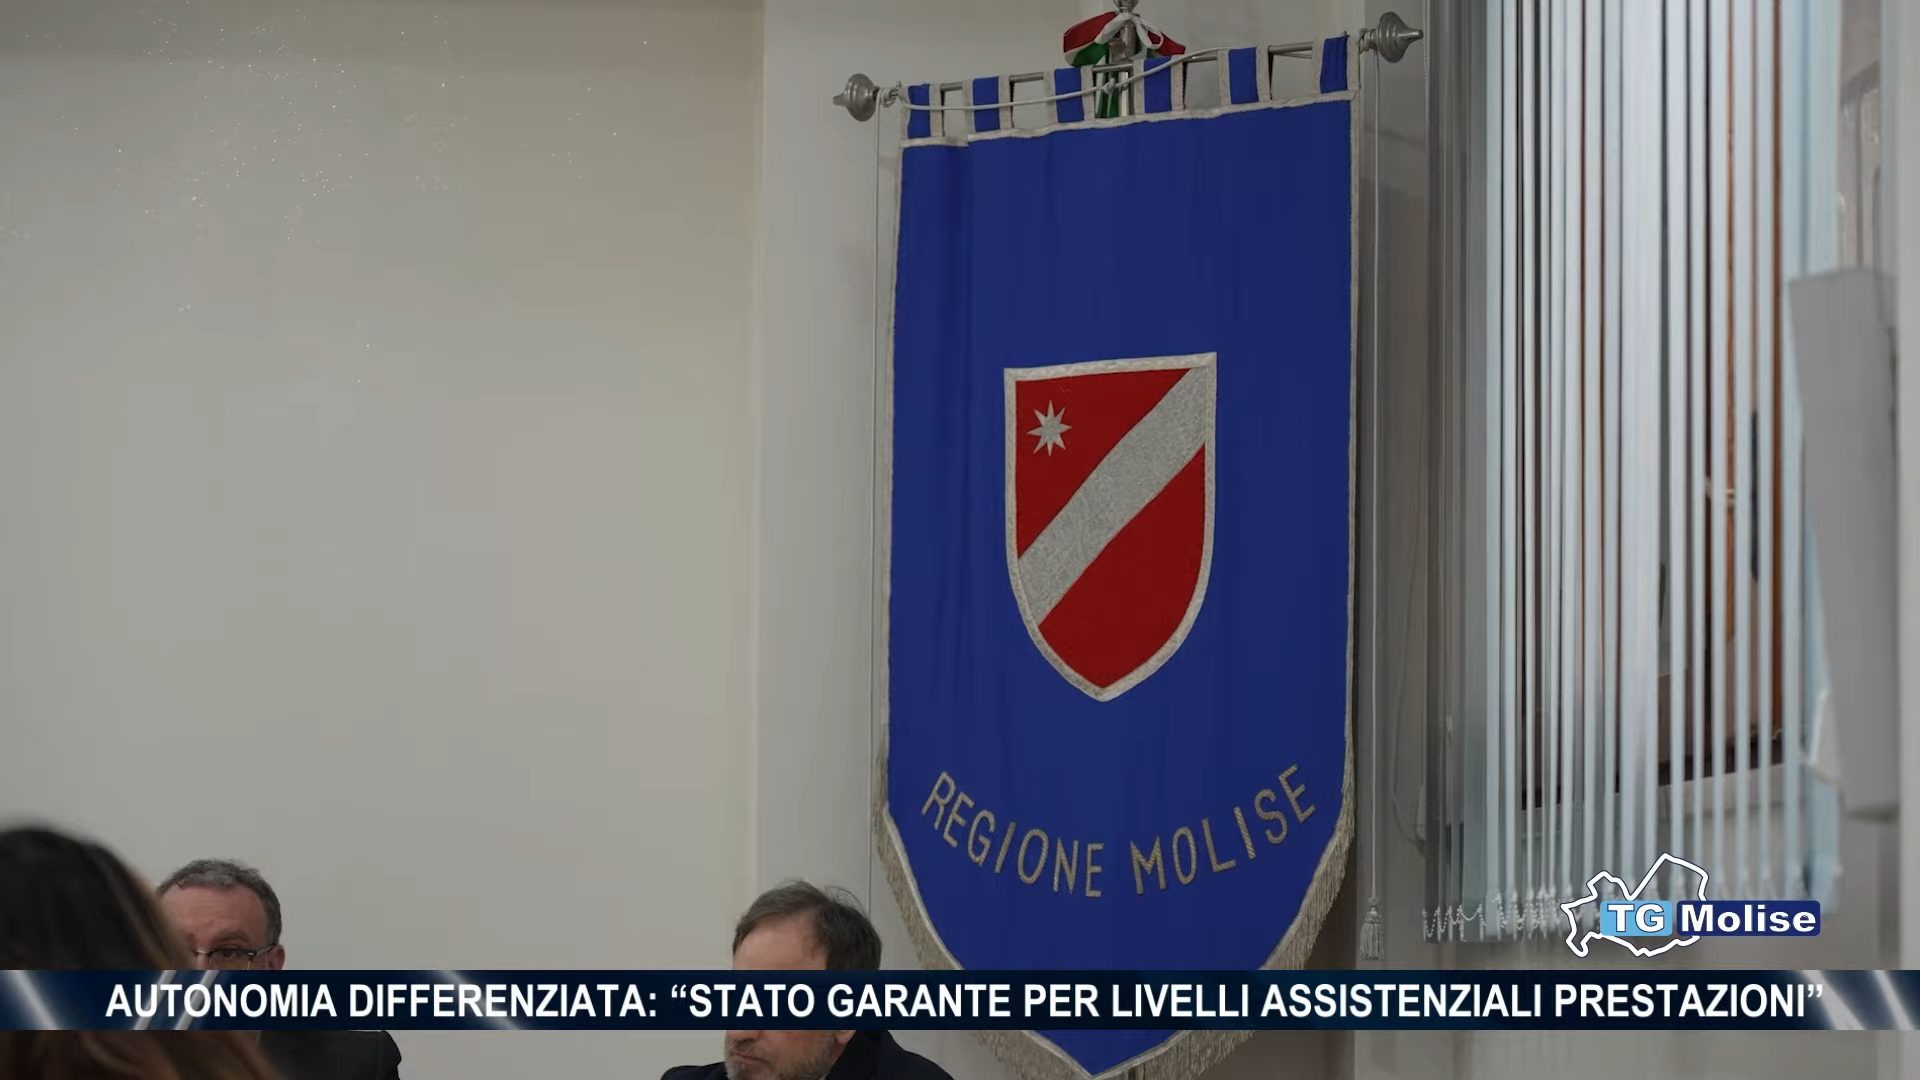 REGIONE MOLISE
TG Molise
AUTONOMIA DIFFERENZIATA: “STATO GARANTE PER LIVELLI ASSISTENZIALI PRESTAZIONI”